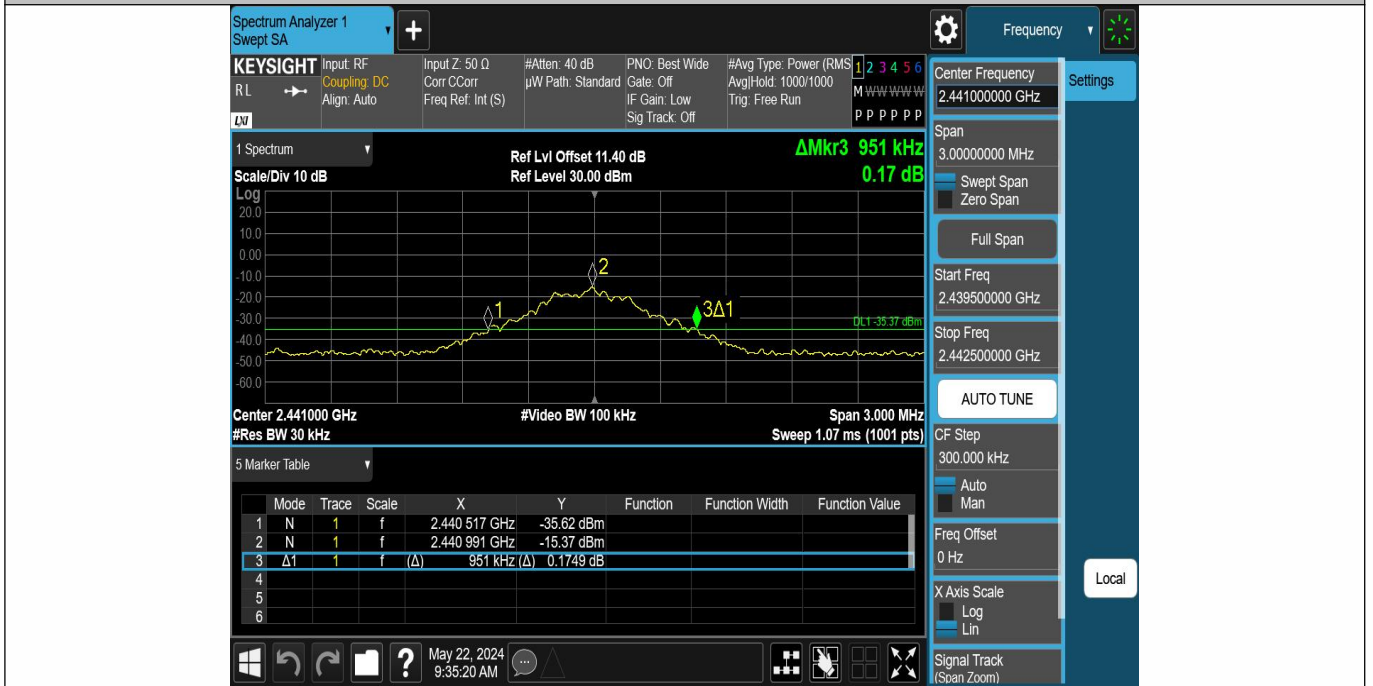 Spectrum Analyzer 1
Swept SA
+
Frequency
KEYSIGHT
RL
LXI
Input: RF
Coupling: DC
Align: Auto
Input Z: 50 Ω
Corr CCorr
Freq Ref: Int (S)
#Atten: 40 dB
µW Path: Standard
PNO: Best Wide
Gate: Off
IF Gain: Low
Sig Track: Off
#Avg Type: Power (RMS
Avg|Hold: 1000/1000
Trig: Free Run
1 2 3 4 5 6
M W W W W W
P P P P P P
1 Spectrum
Scale/Div 10 dB
Ref Lvl Offset 11.40 dB
Ref Level 30.00 dBm
ΔMkr3 951 kHz
0.17 dB
Log
20.0
10.0
0.00
-10.0
-20.0
-30.0
-40.0
-50.0
-60.0
1
2
3Δ1
DL1 -35.37 dBm
Center 2.441000 GHz
#Video BW 100 kHz
Span 3.000 MHz
#Res BW 30 kHz
Sweep 1.07 ms (1001 pts)
5 Marker Table
Mode Trace Scale X Y Function Function Width Function Value
1 N 1 f 2.440 517 GHz -35.62 dBm
2 N 1 f 2.440 991 GHz -15.37 dBm
3 Δ1 1 f (Δ) 951 kHz (Δ) 0.1749 dB
4
5
6
?
May 22, 2024
9:35:20 AM
Center Frequency
2.441000000 GHz
Settings
Span
3.00000000 MHz
Swept Span
Zero Span
Full Span
Start Freq
2.439500000 GHz
Stop Freq
2.442500000 GHz
AUTO TUNE
CF Step
300.000 kHz
Auto
Man
Freq Offset
0 Hz
X Axis Scale
Log
Lin
Signal Track
(Span Zoom)
Local